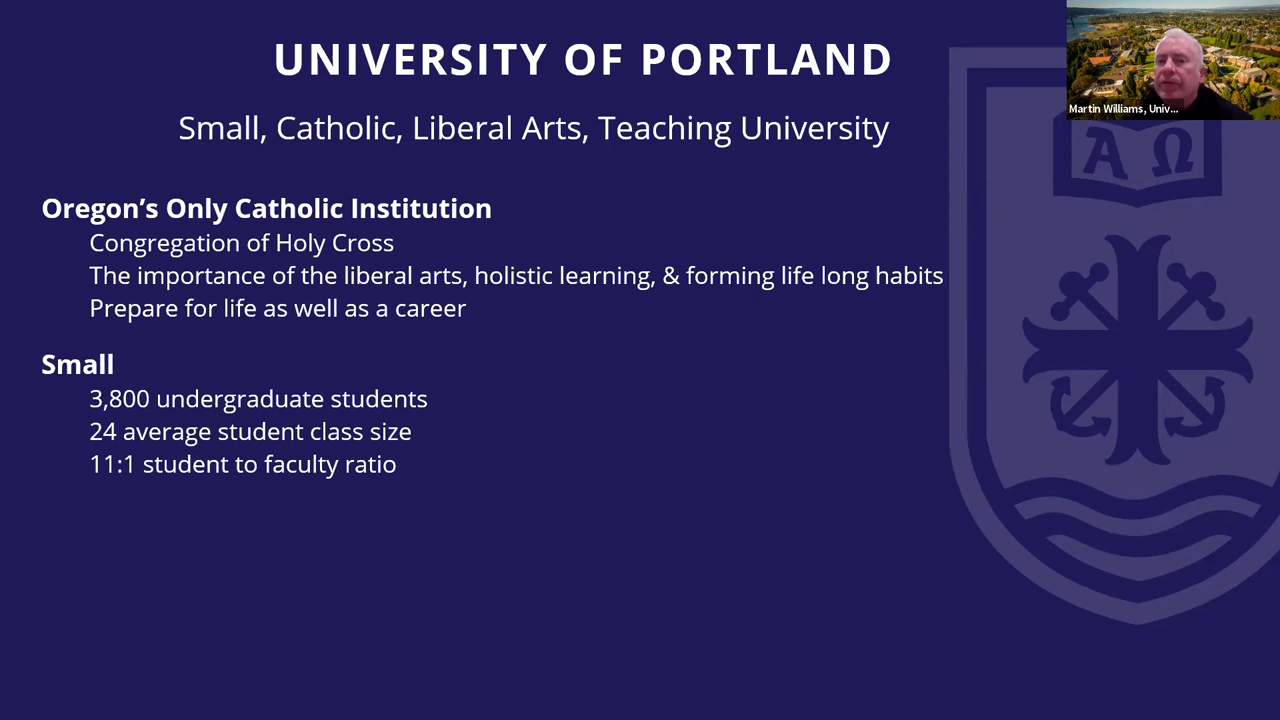 UNIVERSITY OF PORTLAND
Small, Catholic, Liberal Arts, Teaching University
Martin Williams, Univ...
ΑΩ
Oregon’s Only Catholic Institution
Congregation of Holy Cross
The importance of the liberal arts, holistic learning, & forming life long habits
Prepare for life as well as a career
Small
3,800 undergraduate students
24 average student class size
11:1 student to faculty ratio